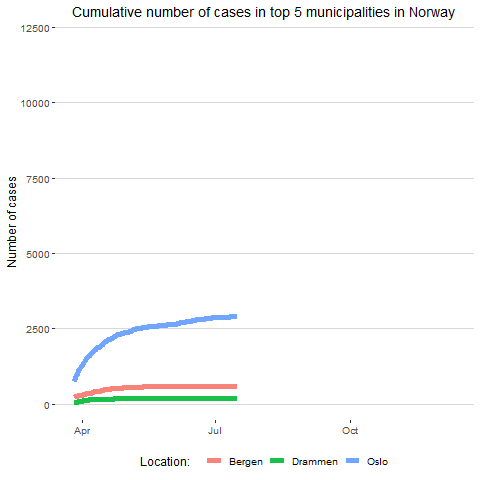 Cumulative number of cases in top 5 municipalities in Norway
12500
10000
7500
5000
2500
0
Number of cases
Apr Jul Oct
Location: Bergen Drammen Oslo